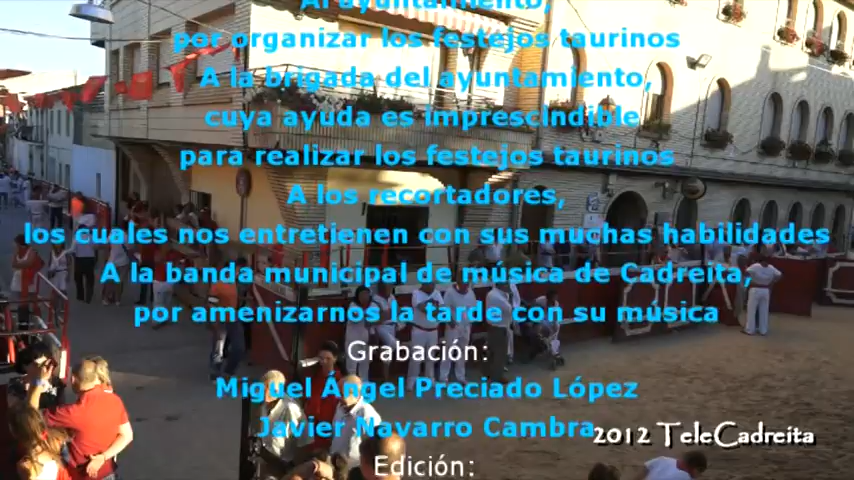 Al ayuntamiento,
por organizar los festejos taurinos
A la brigada del ayuntamiento,
cuya ayuda es imprescindible
para realizar los festejos taurinos
A los recortadores,
los cuales nos entretienen con sus muchas habilidades
A la banda municipal de música de Cadreita,
por amenizarnos la tarde con su música
Grabación:
Miguel Ángel Preciado López
Javier Navarro Cambra
2012 TeleCadreita
Edición: